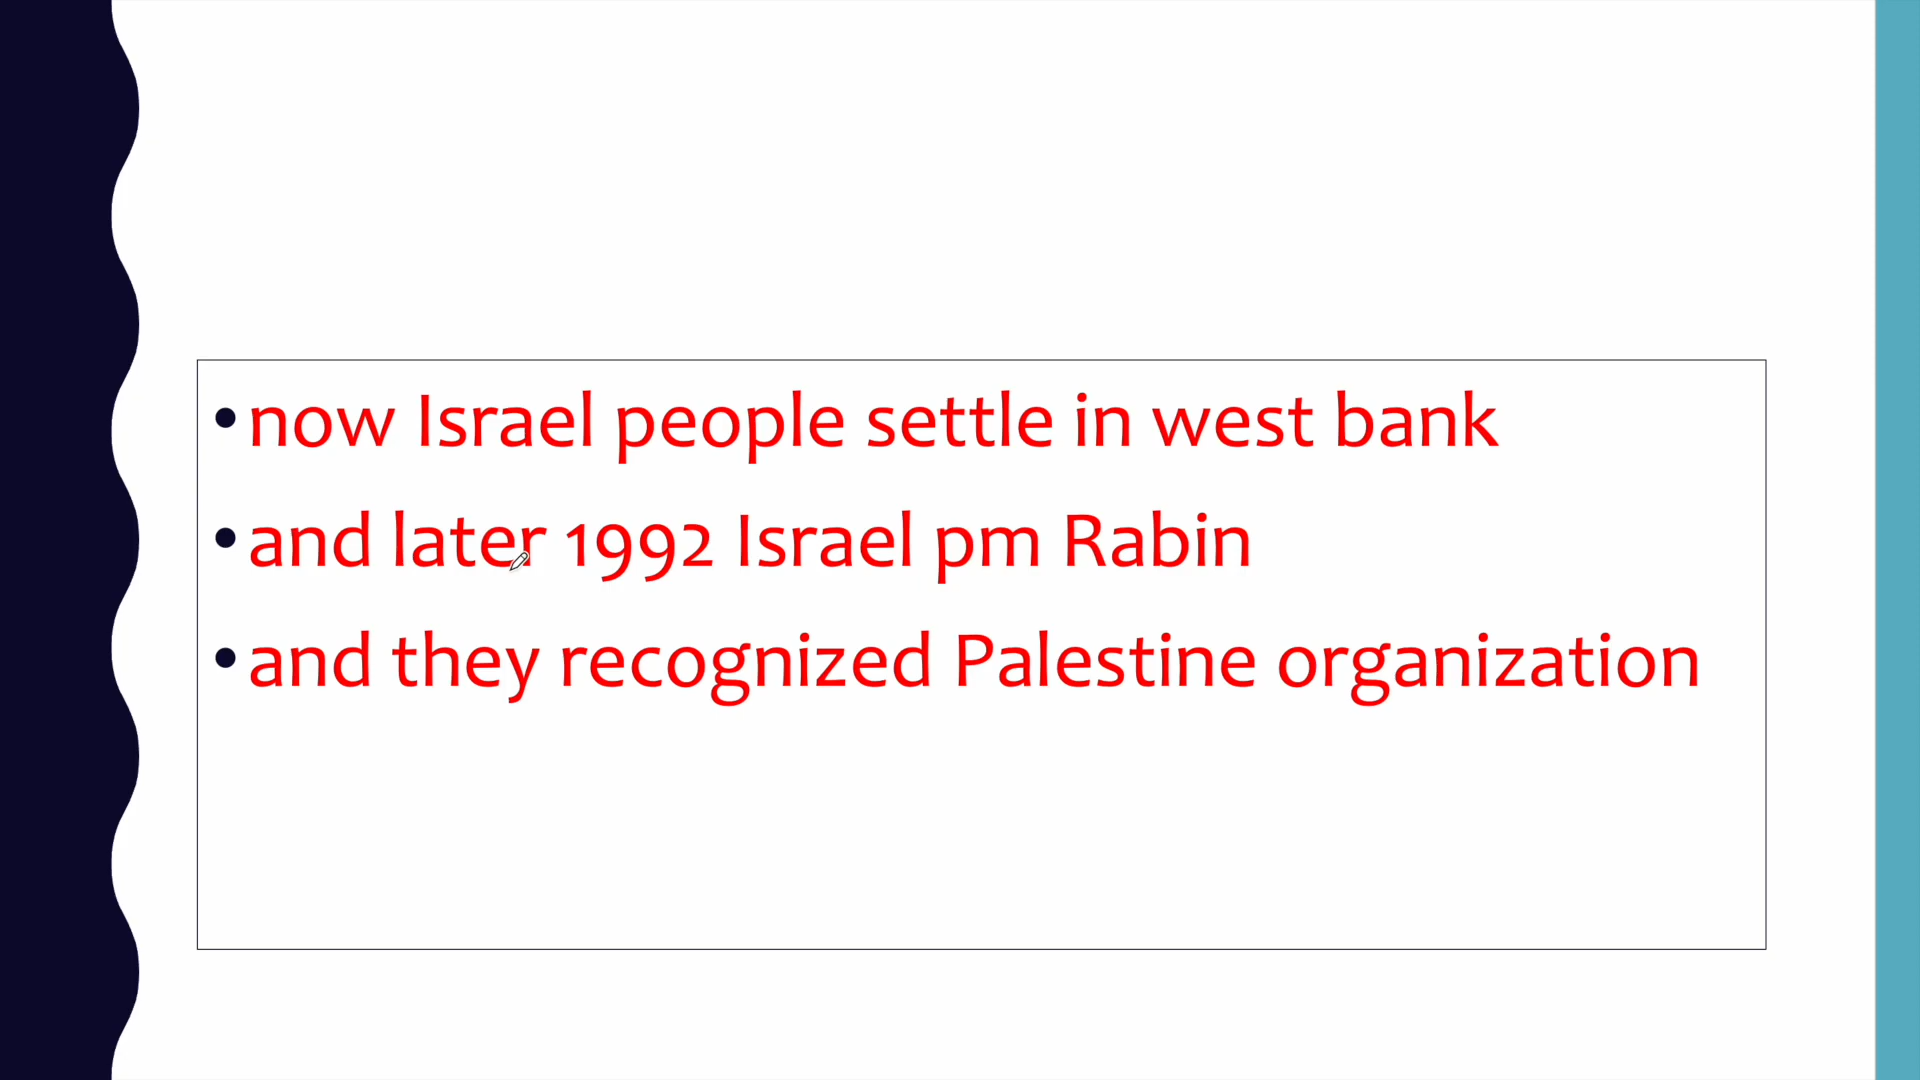 • now Israel people settle in west bank
• and later 1992 Israel pm Rabin
• and they recognized Palestine organization